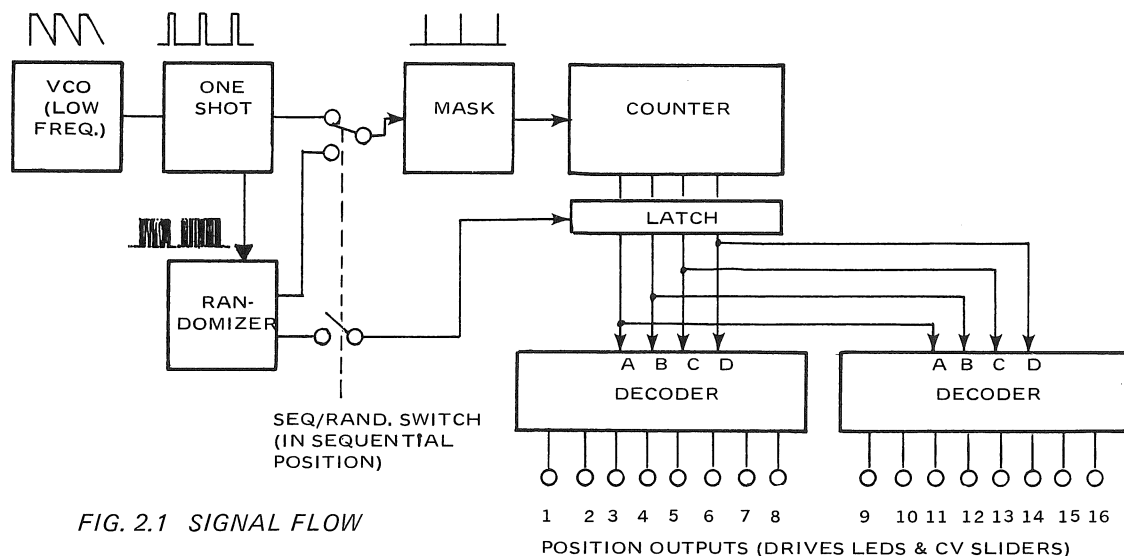 VCO
(LOW
FREQ.)
ONE
SHOT
MASK
COUNTER
LATCH
RAN-
DOMIZER
A B C D
DECODER
A B C D
DECODER
SEQ/RAND. SWITCH
(IN SEQUENTIAL
POSITION)
1 2 3 4 5 6 7 8
9 10 11 12 13 14 15 16
FIG. 2.1 SIGNAL FLOW
POSITION OUTPUTS (DRIVES LEDS & CV SLIDERS)